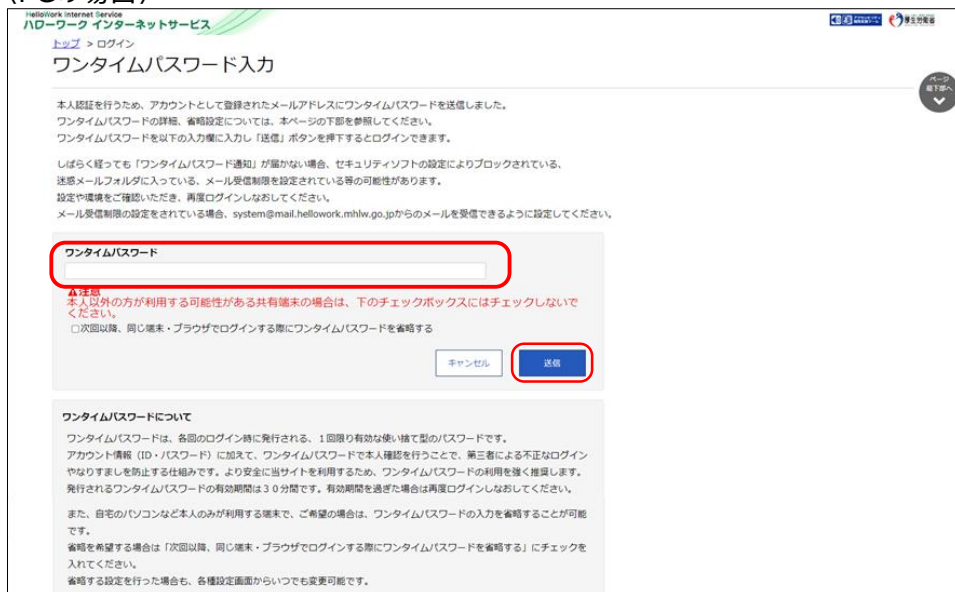 HelloWork Internet Service
ハローワーク インターネットサービス
厚生労働省
トップ > ログイン
ワンタイムパスワード入力
ページ
最下部へ
本人認証を行うため、アカウントとして登録されたメールアドレスにワンタイムパスワードを送信しました。
ワンタイムパスワードの詳細、省略設定については、本ページの下部を参照してください。
ワンタイムパスワードを以下の入力欄に入力し「送信」ボタンを押下するとログインできます。
しばらく経っても「ワンタイムパスワード通知」が届かない場合、セキュリティソフトの設定によりブロックされている、
迷惑メールフォルダに入っている、メール受信制限を設定されている等の可能性があります。
設定や環境をご確認いただき、再度ログインしなおしてください。
メール受信制限の設定をされている場合、system@mail.hellowork.mhlw.go.jpからのメールを受信できるように設定してください。
ワンタイムパスワード
注意
本人以外の方が利用する可能性がある共有端末の場合は、下のチェックボックスにはチェックしないで
ください。
次回以降、同じ端末・ブラウザでログインする際にワンタイムパスワードを省略する
キャンセル
送信
ワンタイムパスワードについて
ワンタイムパスワードは、各回のログイン時に発行される、1回限り有効な使い捨て型のパスワードです。
アカウント情報（ID・パスワード）に加えて、ワンタイムパスワードで本人確認を行うことで、第三者による不正なログイン
やなりすましを防止する仕組みです。より安全に当サイトを利用するため、ワンタイムパスワードの利用を強く推奨します。
発行されるワンタイムパスワードの有効期間は３０分間です。有効期間を過ぎた場合は再度ログインしなおしてください。
また、自宅のパソコンなど本人のみが利用する端末で、ご希望の場合は、ワンタイムパスワードの入力を省略することが可能
です。
省略を希望する場合は「次回以降、同じ端末・ブラウザでログインする際にワンタイムパスワードを省略する」にチェックを
入れてください。
省略する設定を行った場合も、各種設定画面からいつでも変更可能です。